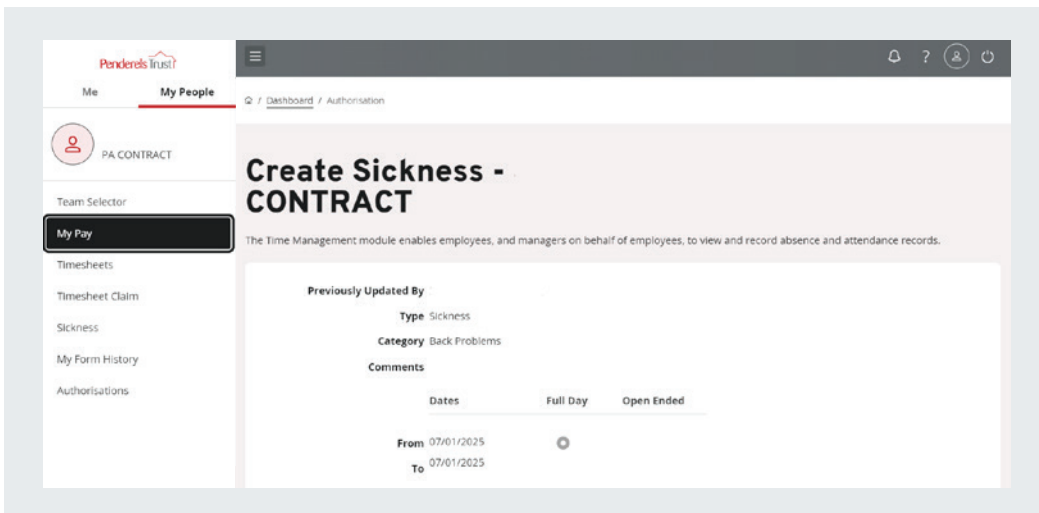 Penderels Trust
Me My People
PA CONTRACT
Team Selector
My Pay
Timesheets
Timesheet Claim
Sickness
My Form History
Authorisations
?
/ Dashboard / Authorisation
Create Sickness -
CONTRACT
The Time Management module enables employees, and managers on behalf of employees, to view and record absence and attendance records.
Previously Updated By
Type Sickness
Category Back Problems
Comments
Dates Full Day Open Ended
From 07/01/2025
To 07/01/2025